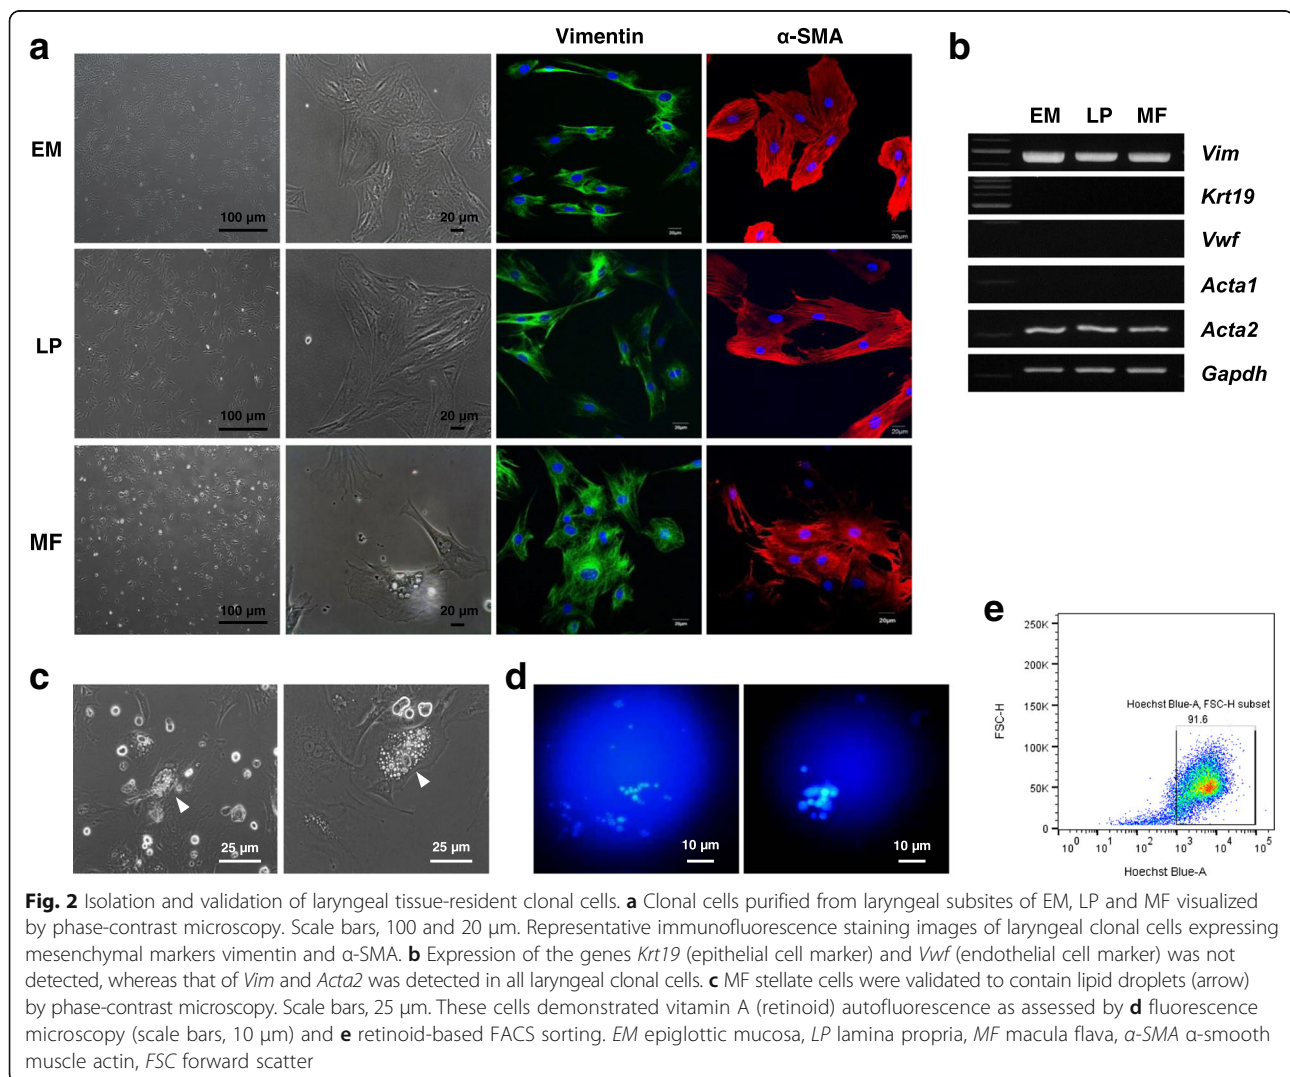 a
Vimentin
α-SMA
EM
100 µm
20 µm
20µm
20µm
LP
100 µm
20 µm
20µm
20µm
MF
100 µm
20 µm
20µm
20µm
b
EM LP MF
Vim
Krt19
Vwf
Acta1
Acta2
Gapdh
c
25 µm
25 µm
d
10 µm
10 µm
e
250K
200K
150K
100K
50K
0
FSC-H
Hoechst Blue-A, FSC-H subset
91.6
10^0 10^1 10^2 10^3 10^4 10^5
Hoechst Blue-A
Fig. 2 Isolation and validation of laryngeal tissue-resident clonal cells. a Clonal cells purified from laryngeal subsites of EM, LP and MF visualized
by phase-contrast microscopy. Scale bars, 100 and 20 µm. Representative immunofluorescence staining images of laryngeal clonal cells expressing
mesenchymal markers vimentin and α-SMA. b Expression of the genes Krt19 (epithelial cell marker) and Vwf (endothelial cell marker) was not
detected, whereas that of Vim and Acta2 was detected in all laryngeal clonal cells. c MF stellate cells were validated to contain lipid droplets (arrow)
by phase-contrast microscopy. Scale bars, 25 µm. These cells demonstrated vitamin A (retinoid) autofluorescence as assessed by d fluorescence
microscopy (scale bars, 10 µm) and e retinoid-based FACS sorting. EM epiglottic mucosa, LP lamina propria, MF macula flava, α-SMA α-smooth
muscle actin, FSC forward scatter